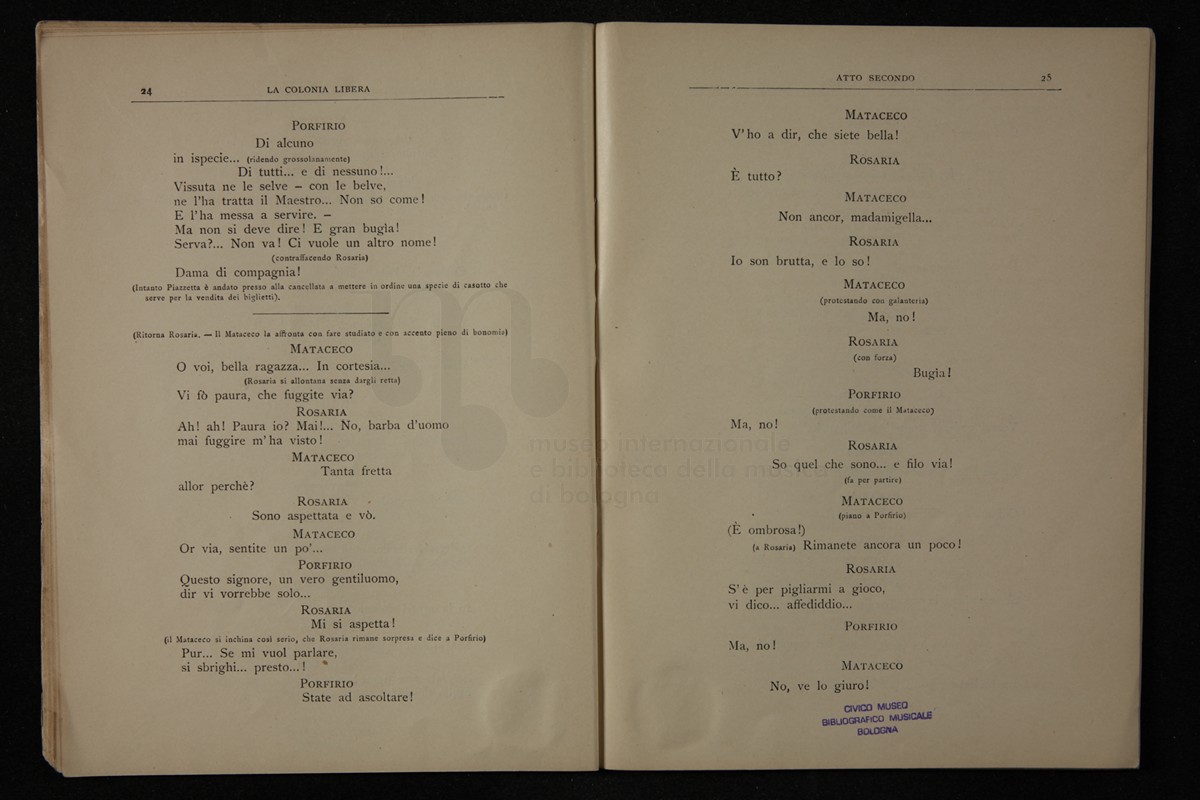 24
LA COLONIA LIBERA
PORFIRIO
Di alcuno
in ispecie... (ridendo grossolanamente)
Di tutti... e di nessuno!...
Vissuta ne le selve — con le belve,
ne l'ha tratta il Maestro... Non so come!
E l'ha messa a servire. —
Ma non si deve dire! E gran bugìa!
Serva?... Non va! Ci vuole un altro nome!
(contraffacendo Rosaria)
Dama di compagnia!
(Intanto Piazzetta è andato presso alla cancellata a mettere in ordine una specie di casotto che
serve per la vendita dei biglietti).
(Ritorna Rosaria. — Il Mataceco la affronta con fare studiato e con accento pieno di bonomia)
MATACECO
O voi, bella ragazza... In cortesia...
(Rosaria si allontana senza dargli retta)
Vi fò paura, che fuggite via?
ROSARIA
Ah! ah! Paura io? Mai!... No, barba d'uomo
mai fuggire m'ha visto!
MATACECO
Tanta fretta
allor perchè?
ROSARIA
Sono aspettata e vò.
MATACECO
Or via, sentite un po'...
PORFIRIO
Questo signore, un vero gentiluomo,
dir vi vorrebbe solo...
ROSARIA
Mi si aspetta!
(il Mataceco si inchina così serio, che Rosaria rimane sorpresa e dice a Porfirio)
Pur... Se mi vuol parlare,
si sbrighi... presto...!
PORFIRIO
State ad ascoltare!
ATTO SECONDO
25
MATACECO
V'ho a dir, che siete bella!
ROSARIA
È tutto?
MATACECO
Non ancor, madamigella...
ROSARIA
Io son brutta, e lo so!
MATACECO
(protestando con galanteria)
Ma, no!
ROSARIA
(con forza)
Bugìa!
PORFIRIO
(protestando come il Mataceco)
Ma, no!
ROSARIA
So quel che sono... e filo via!
(fa per partire)
MATACECO
(piano a Porfirio)
(È ombrosa!)
(a Rosaria) Rimanete ancora un poco!
ROSARIA
S'è per pigliarmi a gioco,
vi dico... affediddio...
PORFIRIO
Ma, no!
MATACECO
No, ve lo giuro!
CIVICO MUSEO
BIBLIOGRAFICO MUSICALE
BOLOGNA
museo internazionale
e biblioteca della musica
di bologna